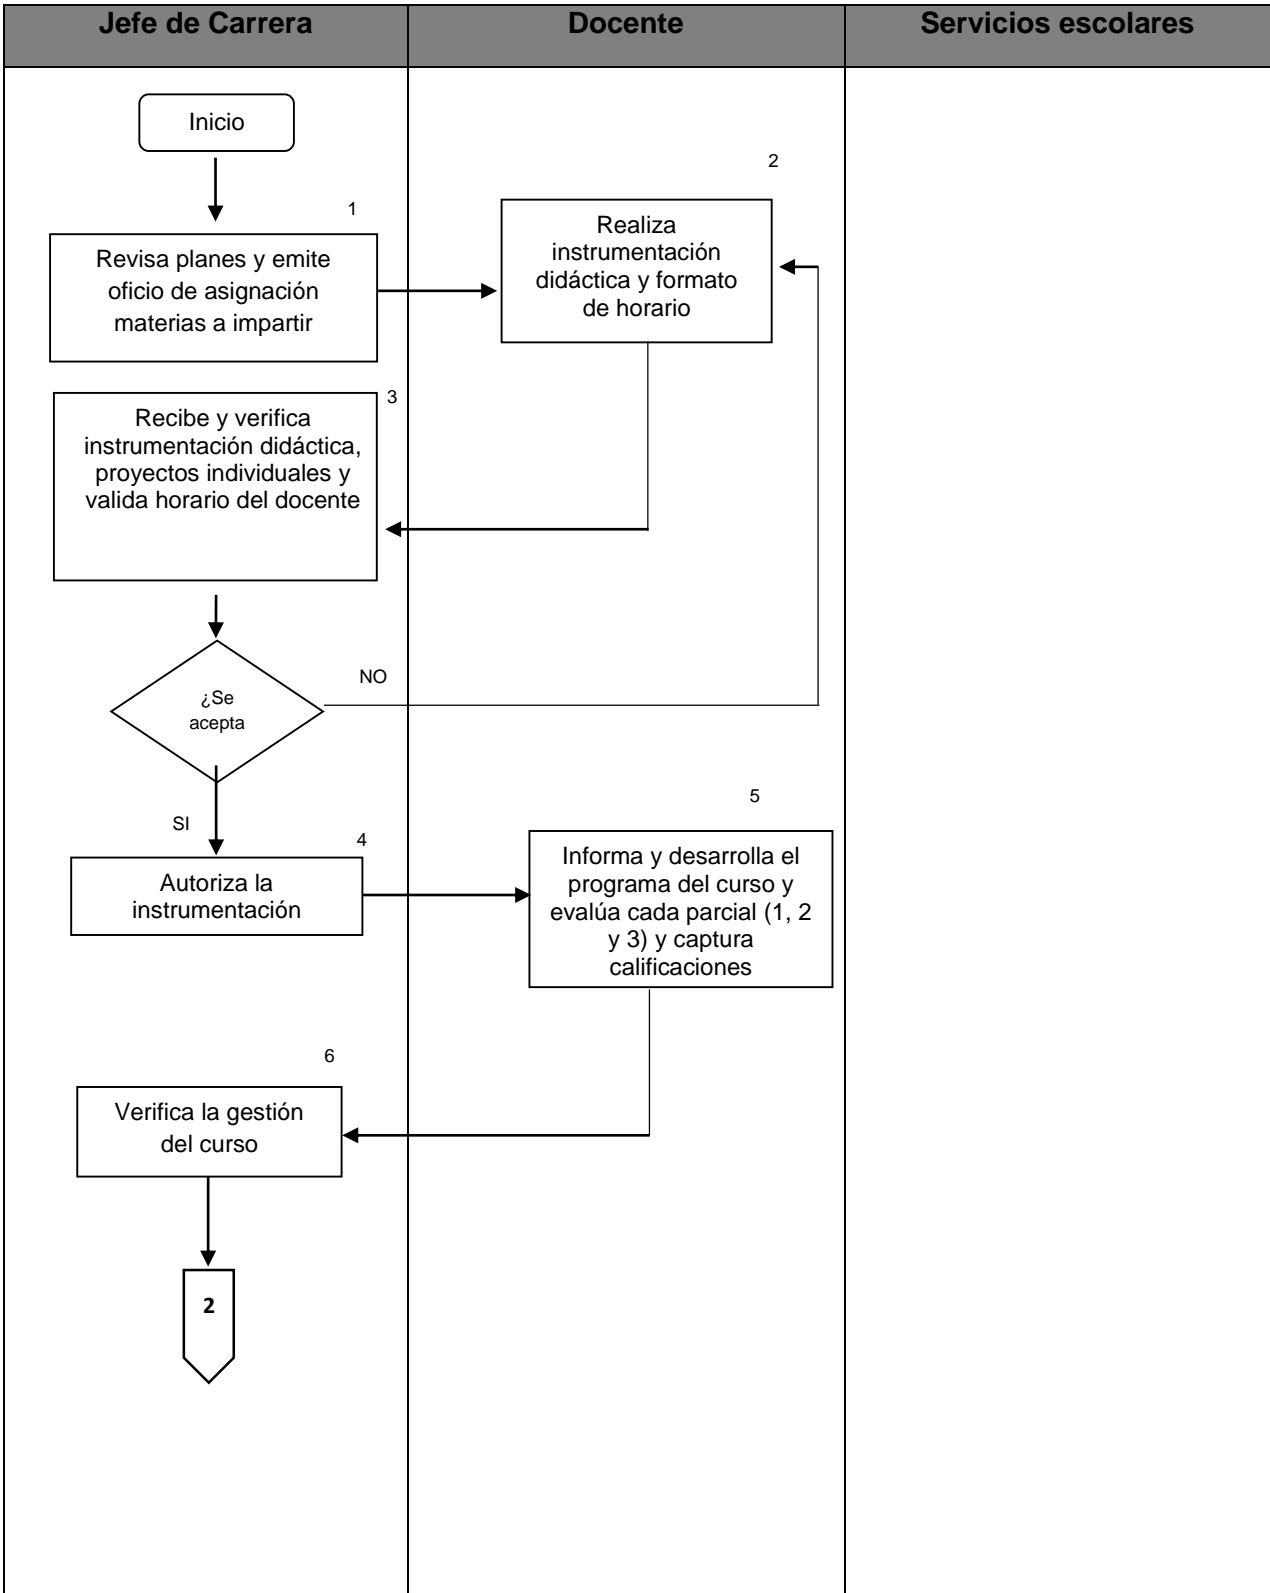 Jefe de Carrera
Docente
Servicios escolares
Inicio
1
Revisa planes y emite
oficio de asignación
materias a impartir
2
Realiza
instrumentación
didáctica y formato
de horario
3
Recibe y verifica
instrumentación didáctica,
proyectos individuales y
valida horario del docente
¿Se
acepta
NO
SI
4
Autoriza la
instrumentación
5
Informa y desarrolla el
programa del curso y
evalúa cada parcial (1, 2
y 3) y captura
calificaciones
6
Verifica la gestión
del curso
2